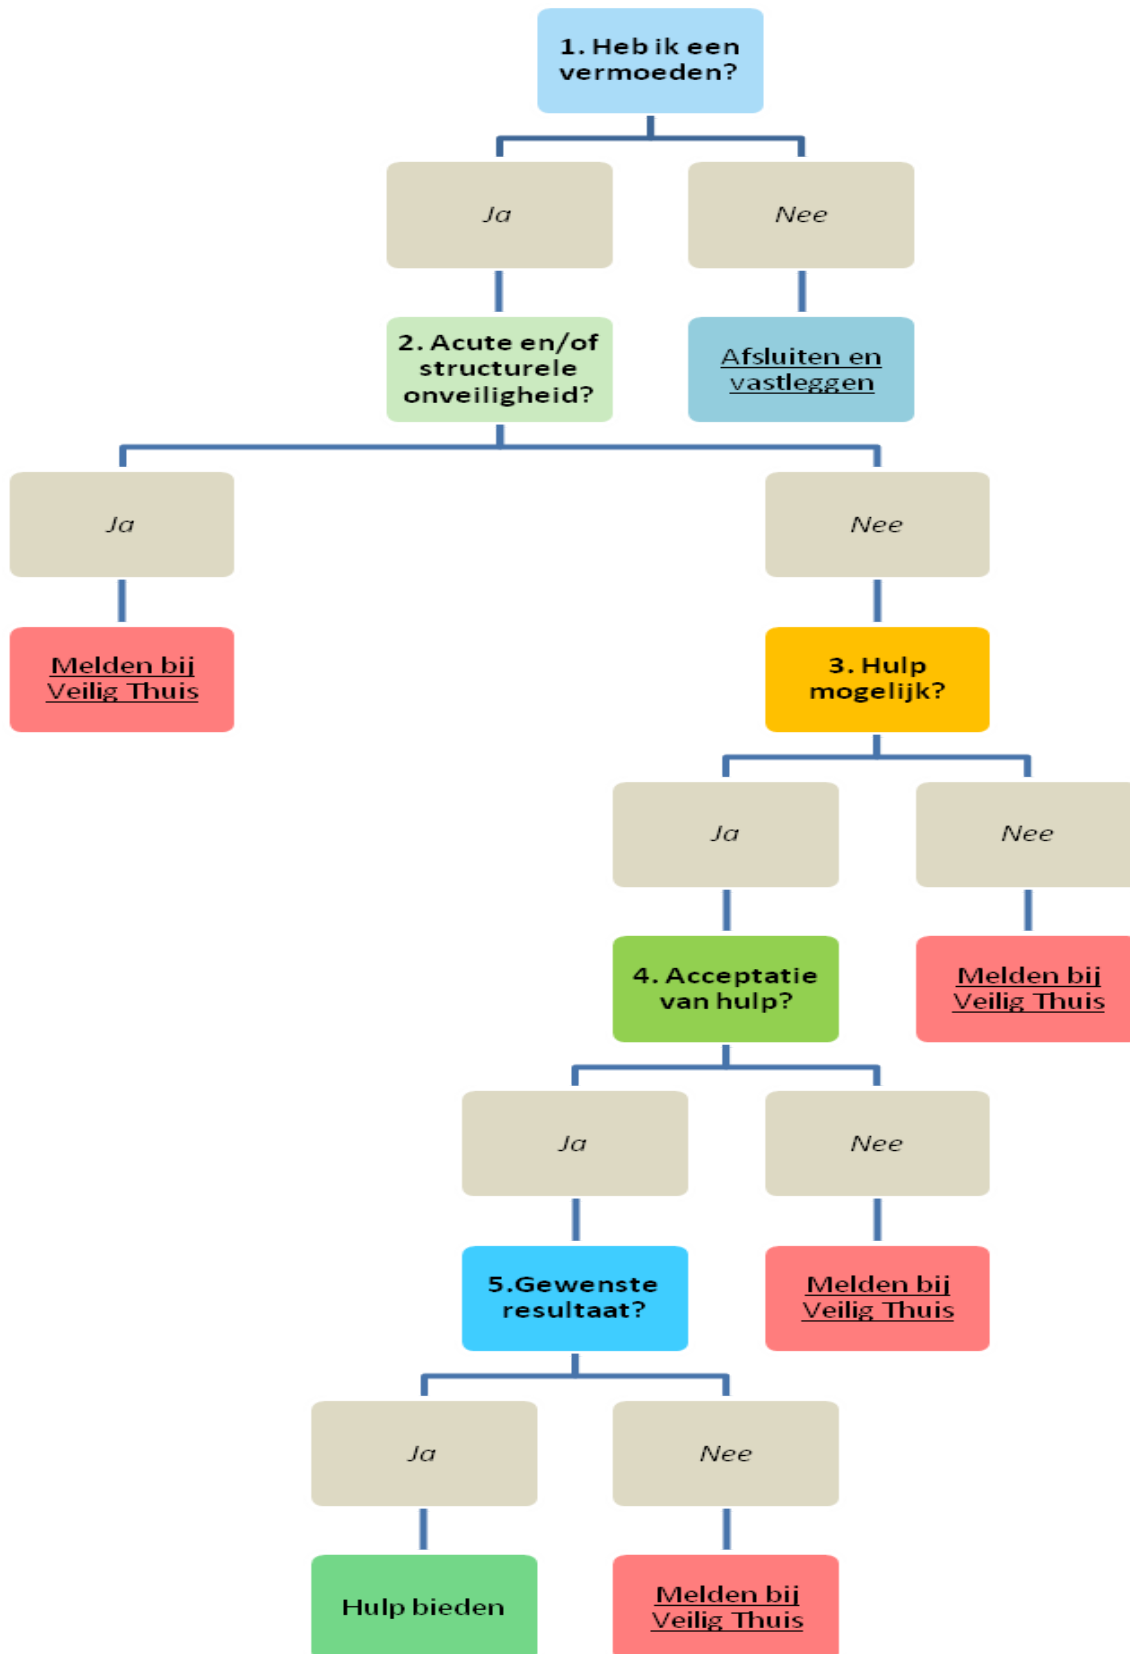 1. Heb ik een
vermoeden?
Ja
Nee
2. Acute en/of
structurele
onveiligheid?
Afsluiten en
vastleggen
Ja
Nee
Melden bij
Veilig Thuis
3. Hulp
mogelijk?
Ja
Nee
4. Acceptatie
van hulp?
Melden bij
Veilig Thuis
Ja
Nee
5.Gewenste
resultaat?
Melden bij
Veilig Thuis
Ja
Nee
Hulp bieden
Melden bij
Veilig Thuis